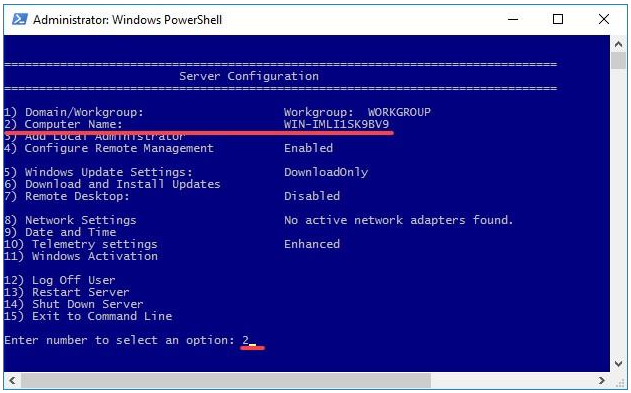 Administrator: Windows PowerShell
===============================================================================
Server Configuration
===============================================================================
1) Domain/Workgroup: Workgroup: WORKGROUP
2) Computer Name: WIN-IMLI1SK9BV9
3) Add Local Administrator
4) Configure Remote Management Enabled
5) Windows Update Settings: DownloadOnly
6) Download and Install Updates
7) Remote Desktop: Disabled
8) Network Settings No active network adapters found.
9) Date and Time
10) Telemetry settings Enhanced
11) Windows Activation
12) Log Off User
13) Restart Server
14) Shut Down Server
15) Exit to Command Line
Enter number to select an option: 2_